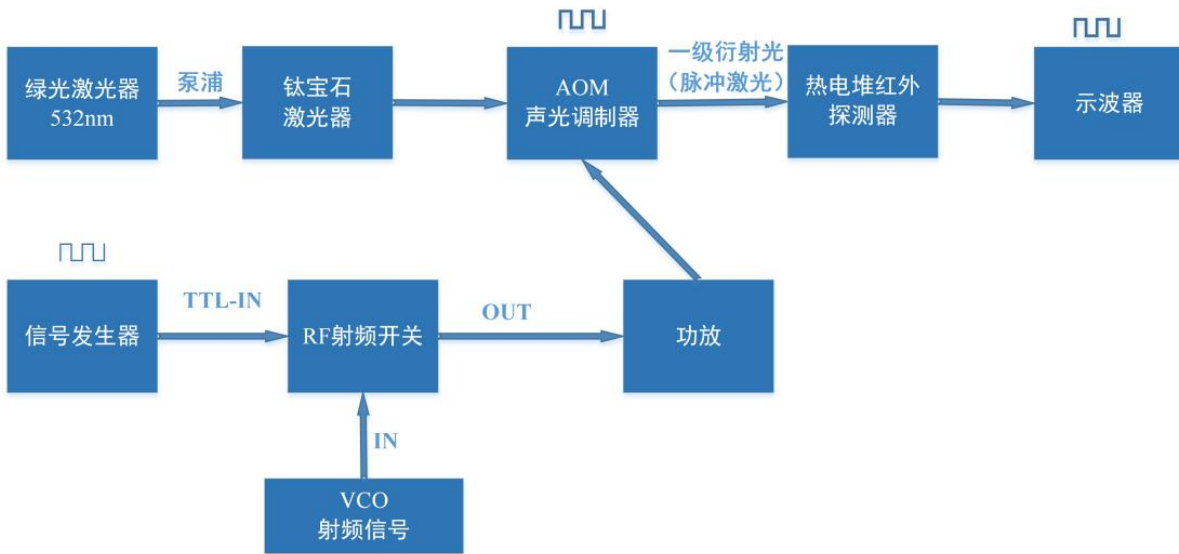 绿光激光器
532nm
泵浦
钛宝石
激光器
AOM
声光调制器
一级衍射光
（脉冲激光）
热电堆红外
探测器
示波器
信号发生器
TTL-IN
RF射频开关
OUT
功放
IN
VCO
射频信号